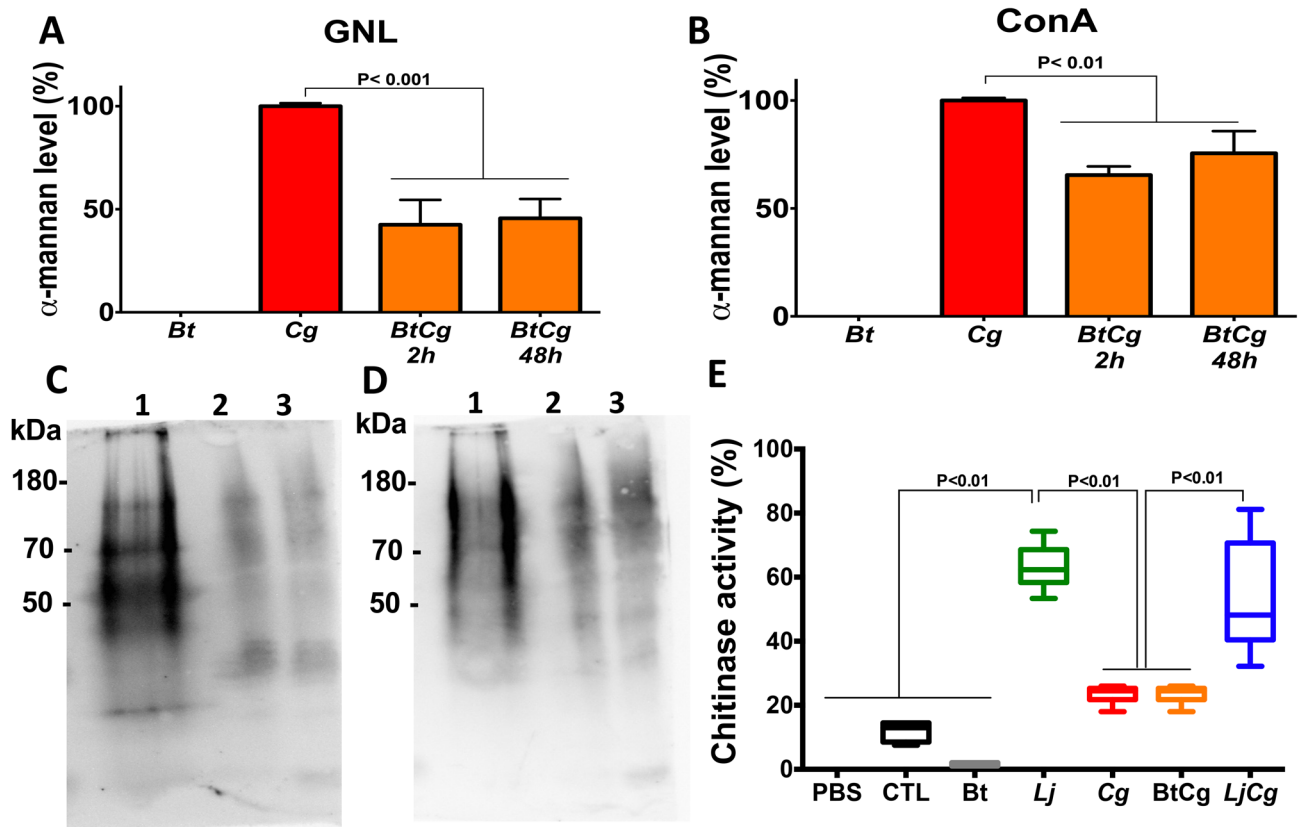 A
GNL
α-mannan level (%)
P< 0.001
100
50
0
Bt
Cg
BtCg
2h
BtCg
48h
B
ConA
α-mannan level (%)
P< 0.01
100
50
0
Bt
Cg
BtCg
2h
BtCg
48h
C
1 2 3
kDa
180-
70 -
50 -
D
1 2 3
kDa
180-
70 -
50 -
E
Chitinase activity (%)
P<0.01 P<0.01 P<0.01
100
80
60
40
20
0
PBS CTL Bt Lj Cg BtCg LjCg